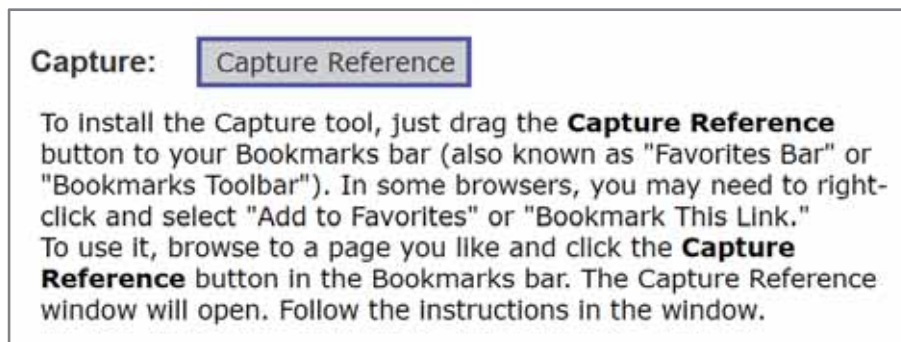 Capture: Capture Reference
To install the Capture tool, just drag the Capture Reference
button to your Bookmarks bar (also known as "Favorites Bar" or
"Bookmarks Toolbar"). In some browsers, you may need to right-
click and select "Add to Favorites" or "Bookmark This Link."
To use it, browse to a page you like and click the Capture
Reference button in the Bookmarks bar. The Capture Reference
window will open. Follow the instructions in the window.